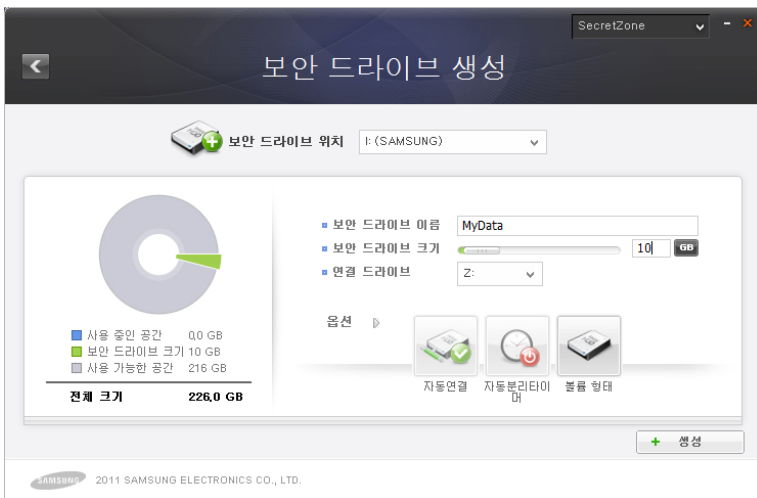 SecretZone
보안 드라이브 생성
보안 드라이브 위치 I: (SAMSUNG)
보안 드라이브 이름 MyData
보안 드라이브 크기 10 GB
연결 드라이브 Z:
옵션
사용 중인 공간 0,0 GB
보안 드라이브 크기 10 GB
사용 가능한 공간 216 GB
전체 크기 226,0 GB
자동연결
자동분리타이
머
볼륨 형태
+ 생성
SAMSUNG 2011 SAMSUNG ELECTRONICS CO., LTD.